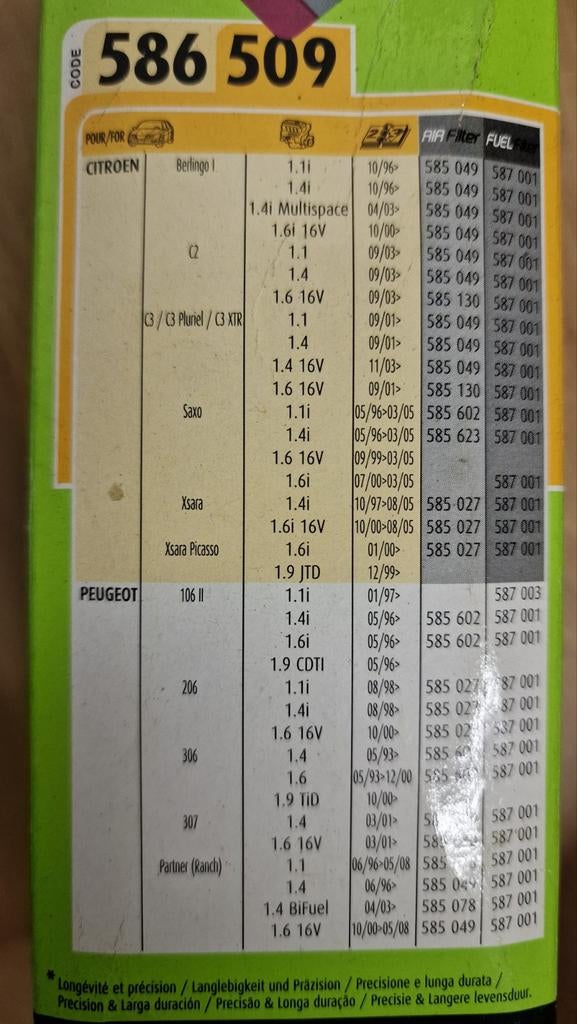 CODE 586 509
POUR/FOR AIR Filter FUEL Filter
CITROEN Berlingo I 1.1i 10/96> 585 049 587 001
1.4i 10/96> 585 049 587 001
1.4i Multispace 04/03> 585 049 587 001
1.6i 16V 10/00> 585 049 587 001
C2 1.1 09/03> 585 049 587 001
1.4 09/03> 585 049 587 001
1.6 16V 09/03> 585 130 587 001
C3 / C3 Pluriel / C3 XTR 1.1 09/01> 585 049 587 001
1.4 09/01> 585 049 587 001
1.4 16V 11/03> 585 049 587 001
1.6 16V 09/01> 585 130 587 001
Saxo 1.1i 05/96>03/05 585 602 587 001
1.4i 05/96>03/05 585 623 587 001
1.6 16V 09/99>03/05
1.6i 07/00>03/05 587 001
Xsara 1.4i 10/97>08/05 585 027 587 001
1.6i 16V 10/00>08/05 585 027 587 001
Xsara Picasso 1.6i 01/00> 585 027 587 001
1.9 JTD 12/99>
PEUGEOT 106 II 1.1i 01/97> 587 003
1.4i 05/96> 585 602 587 001
1.6i 05/96> 585 602 587 001
1.9 CDTI 05/96>
206 1.1i 08/98> 585 027 587 001
1.4i 08/98> 585 027 587 001
1.6 16V 10/00> 585 587 001
306 1.4 05/93> 585 587 001
1.6 05/93>12/00 585 587 001
1.9 TiD 10/00>
307 1.4 03/01> 587 001
1.6 16V 03/01> 587 001
Partner (Ranch) 1.1 06/96>05/08 585 587 001
1.4 06/96> 585 049 587 001
1.4 BiFuel 04/03> 585 078 587 001
1.6 16V 10/00>05/08 585 049 587 001
* Longévité et précision / Langlebigkeit und Präzision / Precisione e lunga durata /
Precision & Larga duración / Precisão & Longa duração / Precisie & Langere levensduur.